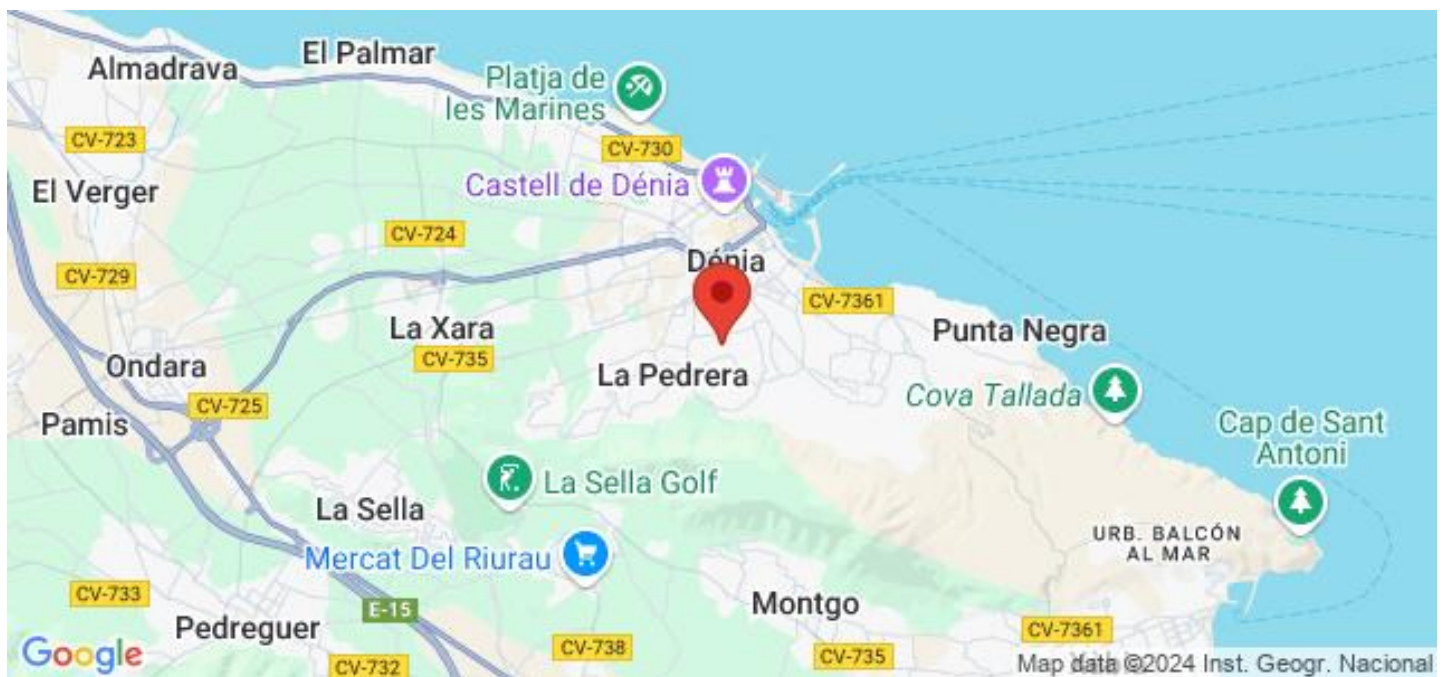 El Palmar
Almadrava
Platja de
les Marines
CV-723
CV-730
El Verger
Castell de Dénia
CV-724
Dénia
CV-729
CV-7361
La Xara
Punta Negra
CV-735
Ondara
La Pedrera
Cova Tallada
CV-725
Pamis
Cap de Sant
Antoni
La Sella Golf
La Sella
URB. BALCÓN
AL MAR
Mercat Del Riurau
CV-733
E-15
Montgo
Pedreguer
CV-7361
CV-738
CV-735
Google
CV-732
Map data ©2024 Inst. Geogr. Nacional